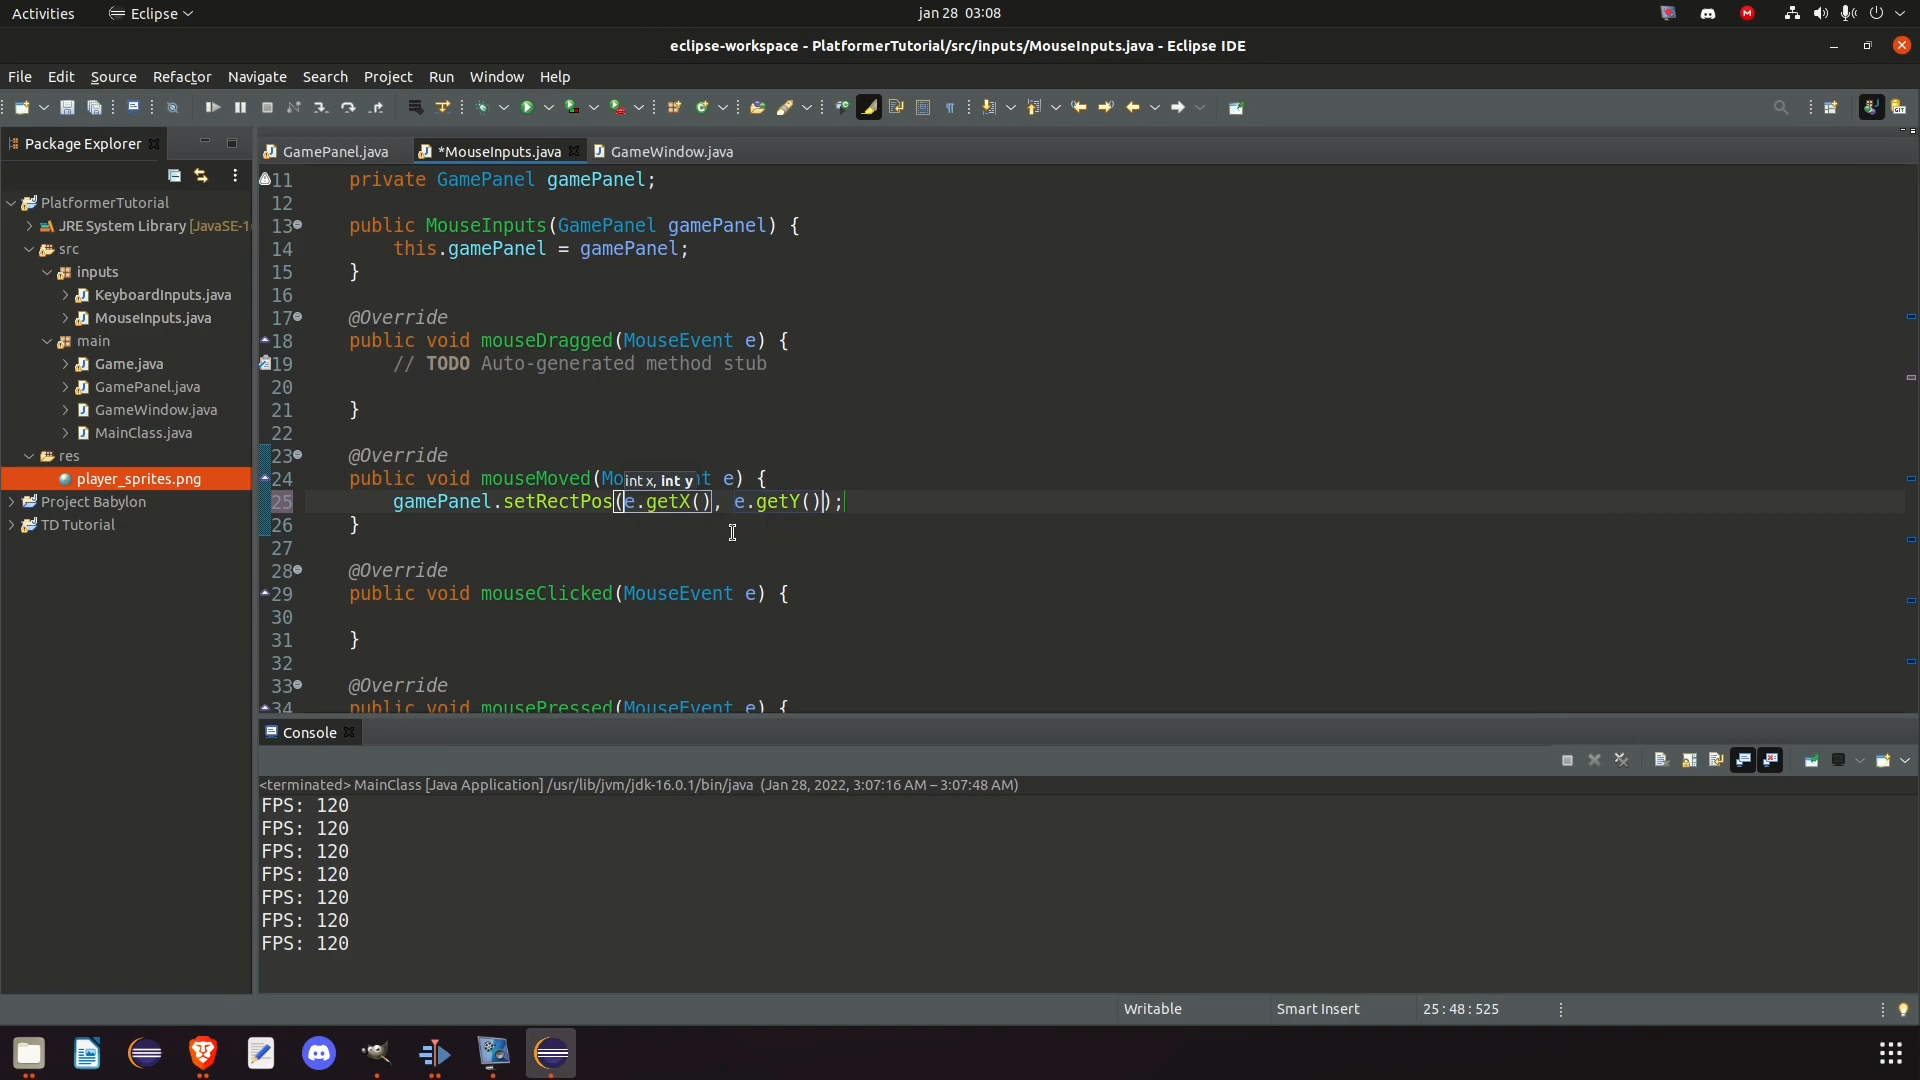 Activities
Eclipse
jan 28 03:08
eclipse-workspace - PlatformerTutorial/src/inputs/MouseInputs.java - Eclipse IDE
File Edit Source Refactor Navigate Search Project Run Window Help
Package Explorer
PlatformerTutorial
JRE System Library [JavaSE-1
src
inputs
KeyboardInputs.java
MouseInputs.java
main
Game.java
GamePanel.java
GameWindow.java
MainClass.java
res
player_sprites.png
Project Babylon
TD Tutorial
GamePanel.java
*MouseInputs.java
GameWindow.java
11 private GamePanel gamePanel;
12
13 public MouseInputs(GamePanel gamePanel) {
14 this.gamePanel = gamePanel;
15 }
16
17 @Override
18 public void mouseDragged(MouseEvent e) {
19 // TODO Auto-generated method stub
20
21 }
22
23 @Override
24 public void mouseMoved(Mo int x, int y t e) {
25 gamePanel.setRectPos(e.getX(), e.getY());
26 }
27
28 @Override
29 public void mouseClicked(MouseEvent e) {
30
31 }
32
33 @Override
34 public void mousePressed(MouseEvent e) {
Console
<terminated> MainClass [Java Application] /usr/lib/jvm/jdk-16.0.1/bin/java (Jan 28, 2022, 3:07:16 AM – 3:07:48 AM)
FPS: 120
FPS: 120
FPS: 120
FPS: 120
FPS: 120
FPS: 120
FPS: 120
Writable
Smart Insert
25 : 48 : 525